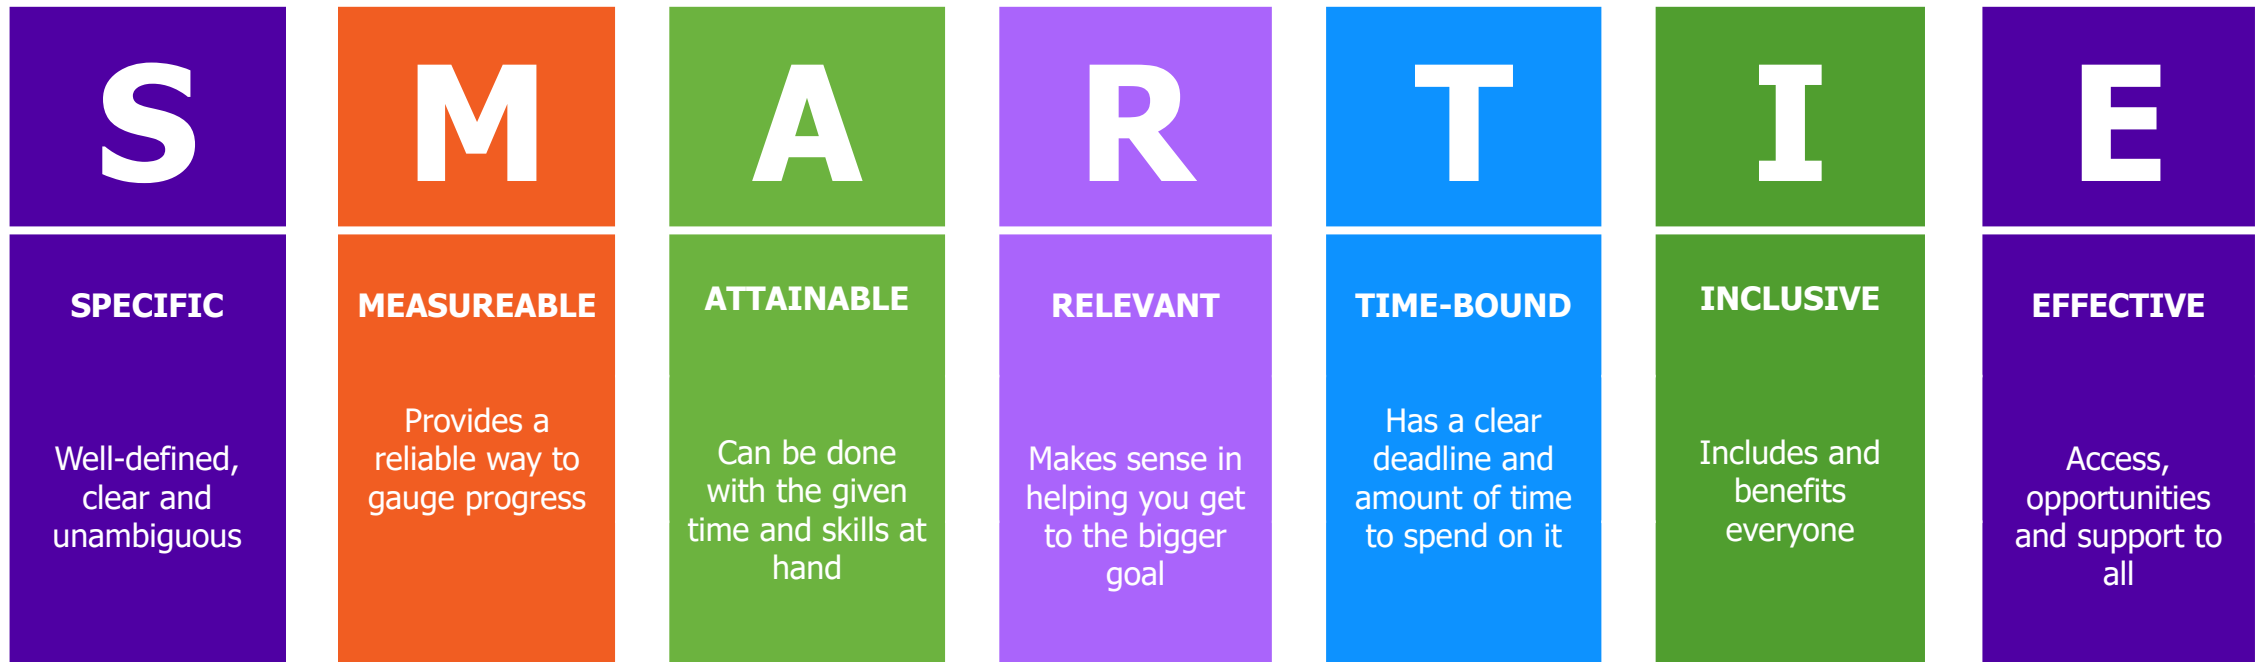 S
M
A
R
T
I
E
SPECIFIC
Well-defined,
clear and
unambiguous
MEASUREABLE
Provides a
reliable way to
gauge progress
ATTAINABLE
Can be done
with the given
time and skills at
hand
RELEVANT
Makes sense in
helping you get
to the bigger
goal
TIME-BOUND
Has a clear
deadline and
amount of time
to spend on it
INCLUSIVE
Includes and
benefits
everyone
EFFECTIVE
Access,
opportunities
and support to
all